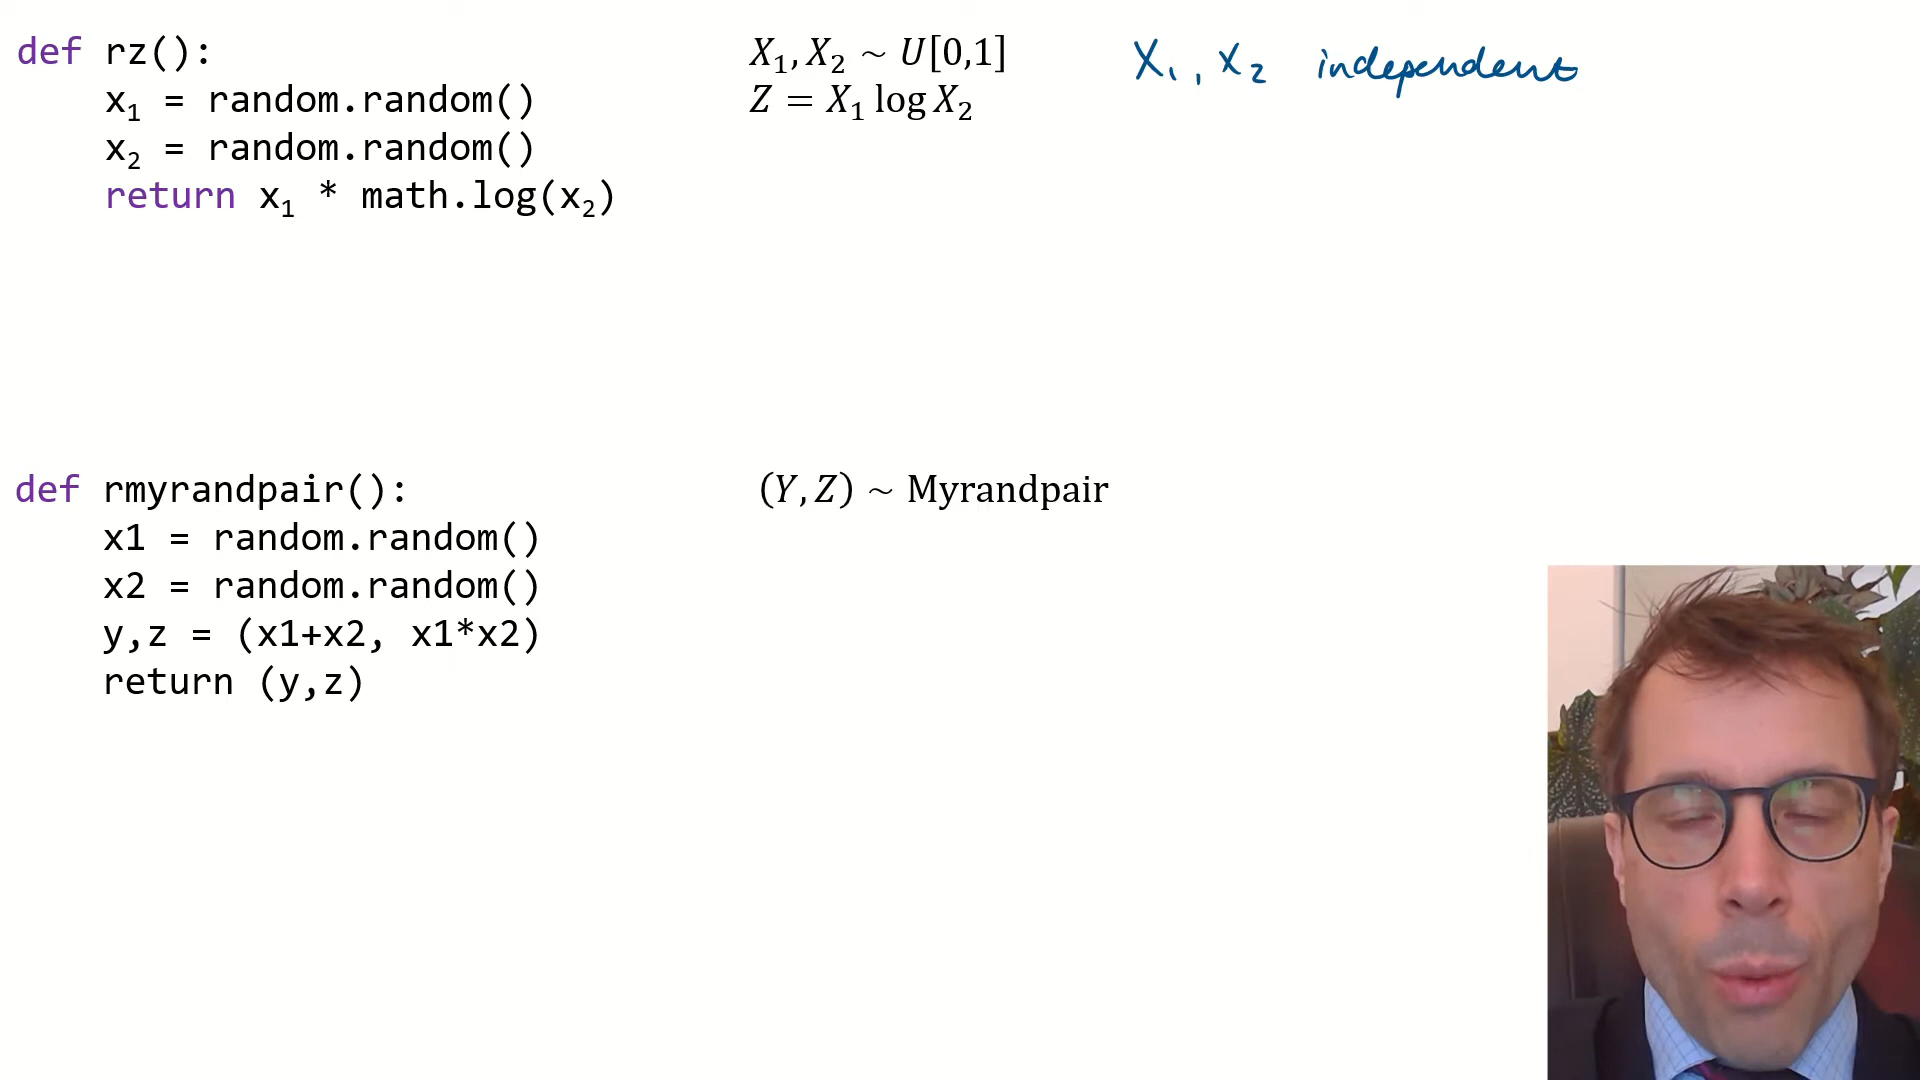 def rz():
x₁ = random.random()
x₂ = random.random()
return x₁ * math.log(x₂)
X₁, X₂ ~ U[0,1]
Z = X₁ log X₂
X₁, X₂ independent
def rmyrandpair():
x1 = random.random()
x2 = random.random()
y,z = (x1+x2, x1*x2)
return (y,z)
(Y, Z) ~ Myrandpair